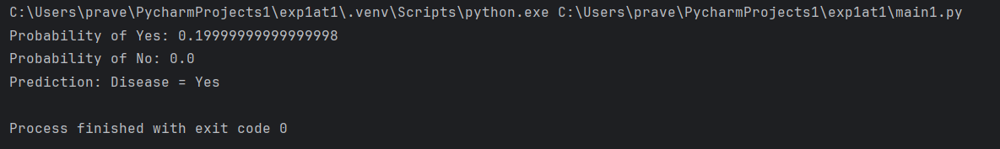 C:\Users\prave\PycharmProjects1\exp1at1\.venv\Scripts\python.exe C:\Users\prave\PycharmProjects1\exp1at1\main1.py
Probability of Yes: 0.19999999999999998
Probability of No: 0.0
Prediction: Disease = Yes
Process finished with exit code 0